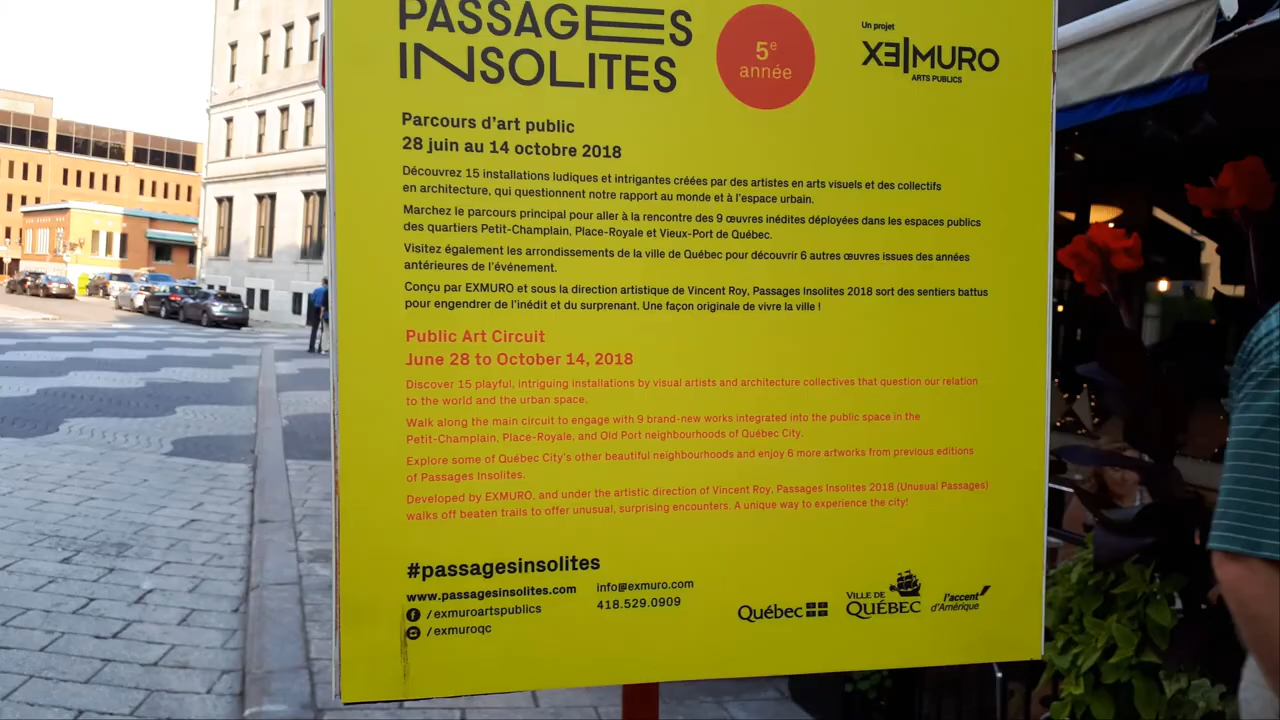 PASSAGES
INSOLITES
5e
année
Un projet
XE|MURO
ARTS PUBLICS
Parcours d'art public
28 juin au 14 octobre 2018
Découvrez 15 installations ludiques et intrigantes créées par des artistes en arts visuels et des collectifs
en architecture, qui questionnent notre rapport au monde et à l'espace urbain.
Marchez le parcours principal pour aller à la rencontre des 9 œuvres inédites déployées dans les espaces publics
des quartiers Petit-Champlain, Place-Royale et Vieux-Port de Québec.
Visitez également les arrondissements de la ville de Québec pour découvrir 6 autres œuvres issues des années
antérieures de l'événement.
Conçu par EXMURO et sous la direction artistique de Vincent Roy, Passages Insolites 2018 sort des sentiers battus
pour engendrer de l'inédit et du surprenant. Une façon originale de vivre la ville !
Public Art Circuit
June 28 to October 14, 2018
Discover 15 playful, intriguing installations by visual artists and architecture collectives that question our relation
to the world and the urban space.
Walk along the main circuit to engage with 9 brand-new works integrated into the public space in the
Petit-Champlain, Place-Royale, and Old Port neighbourhoods of Québec City.
Explore some of Québec City's other beautiful neighbourhoods and enjoy 6 more artworks from previous editions
of Passages Insolites.
Developed by EXMURO, and under the artistic direction of Vincent Roy, Passages Insolites 2018 (Unusual Passages)
walks off beaten trails to offer unusual, surprising encounters. A unique way to experience the city!
#passagesinsolites
www.passagesinsolites.com
/exmuroartspublics
/exmuroqc
info@exmuro.com
418.529.0909
Québec
VILLE DE
QUÉBEC
l'accent
d'Amérique